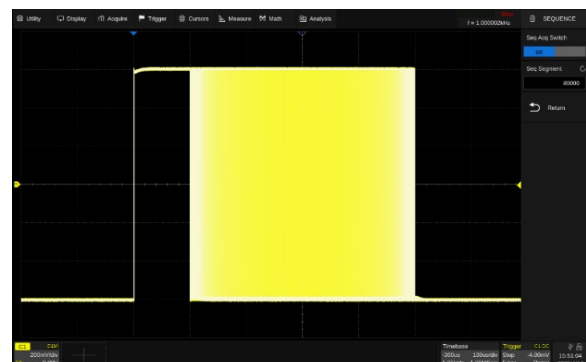 Utility Display Acquire Trigger Cursors Measure Math Analysis
f = 1.000002kHz
SEQUENCE
Seq Acq Switch
on
Seq Segment
80000
Return
C1 D1M
200mV/div
Timebase
-300us 100us/div
Trigger C1 DC
Stop -4.00mV
15:51:04